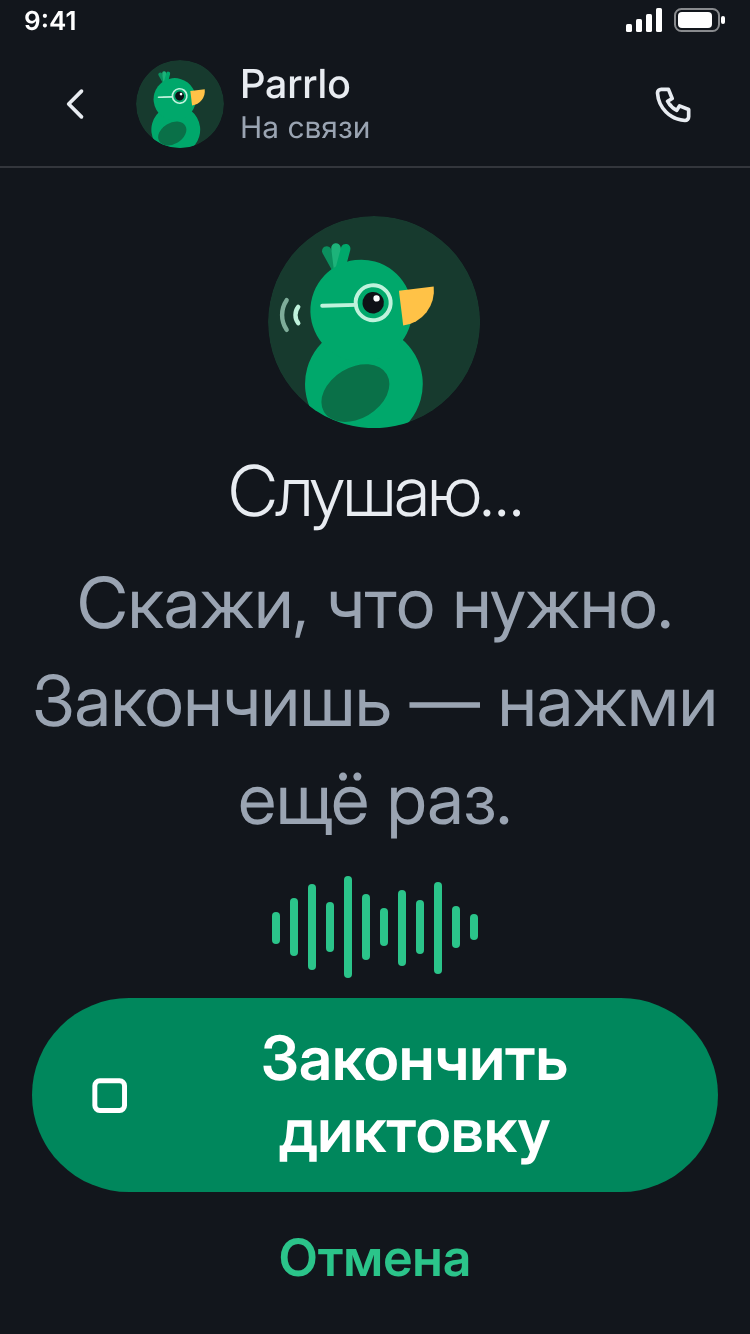 9:41
Parrlo
На связи
Слушаю...
Скажи, что нужно.
Закончишь — нажми
ещё раз.
Закончить
диктовку
Отмена